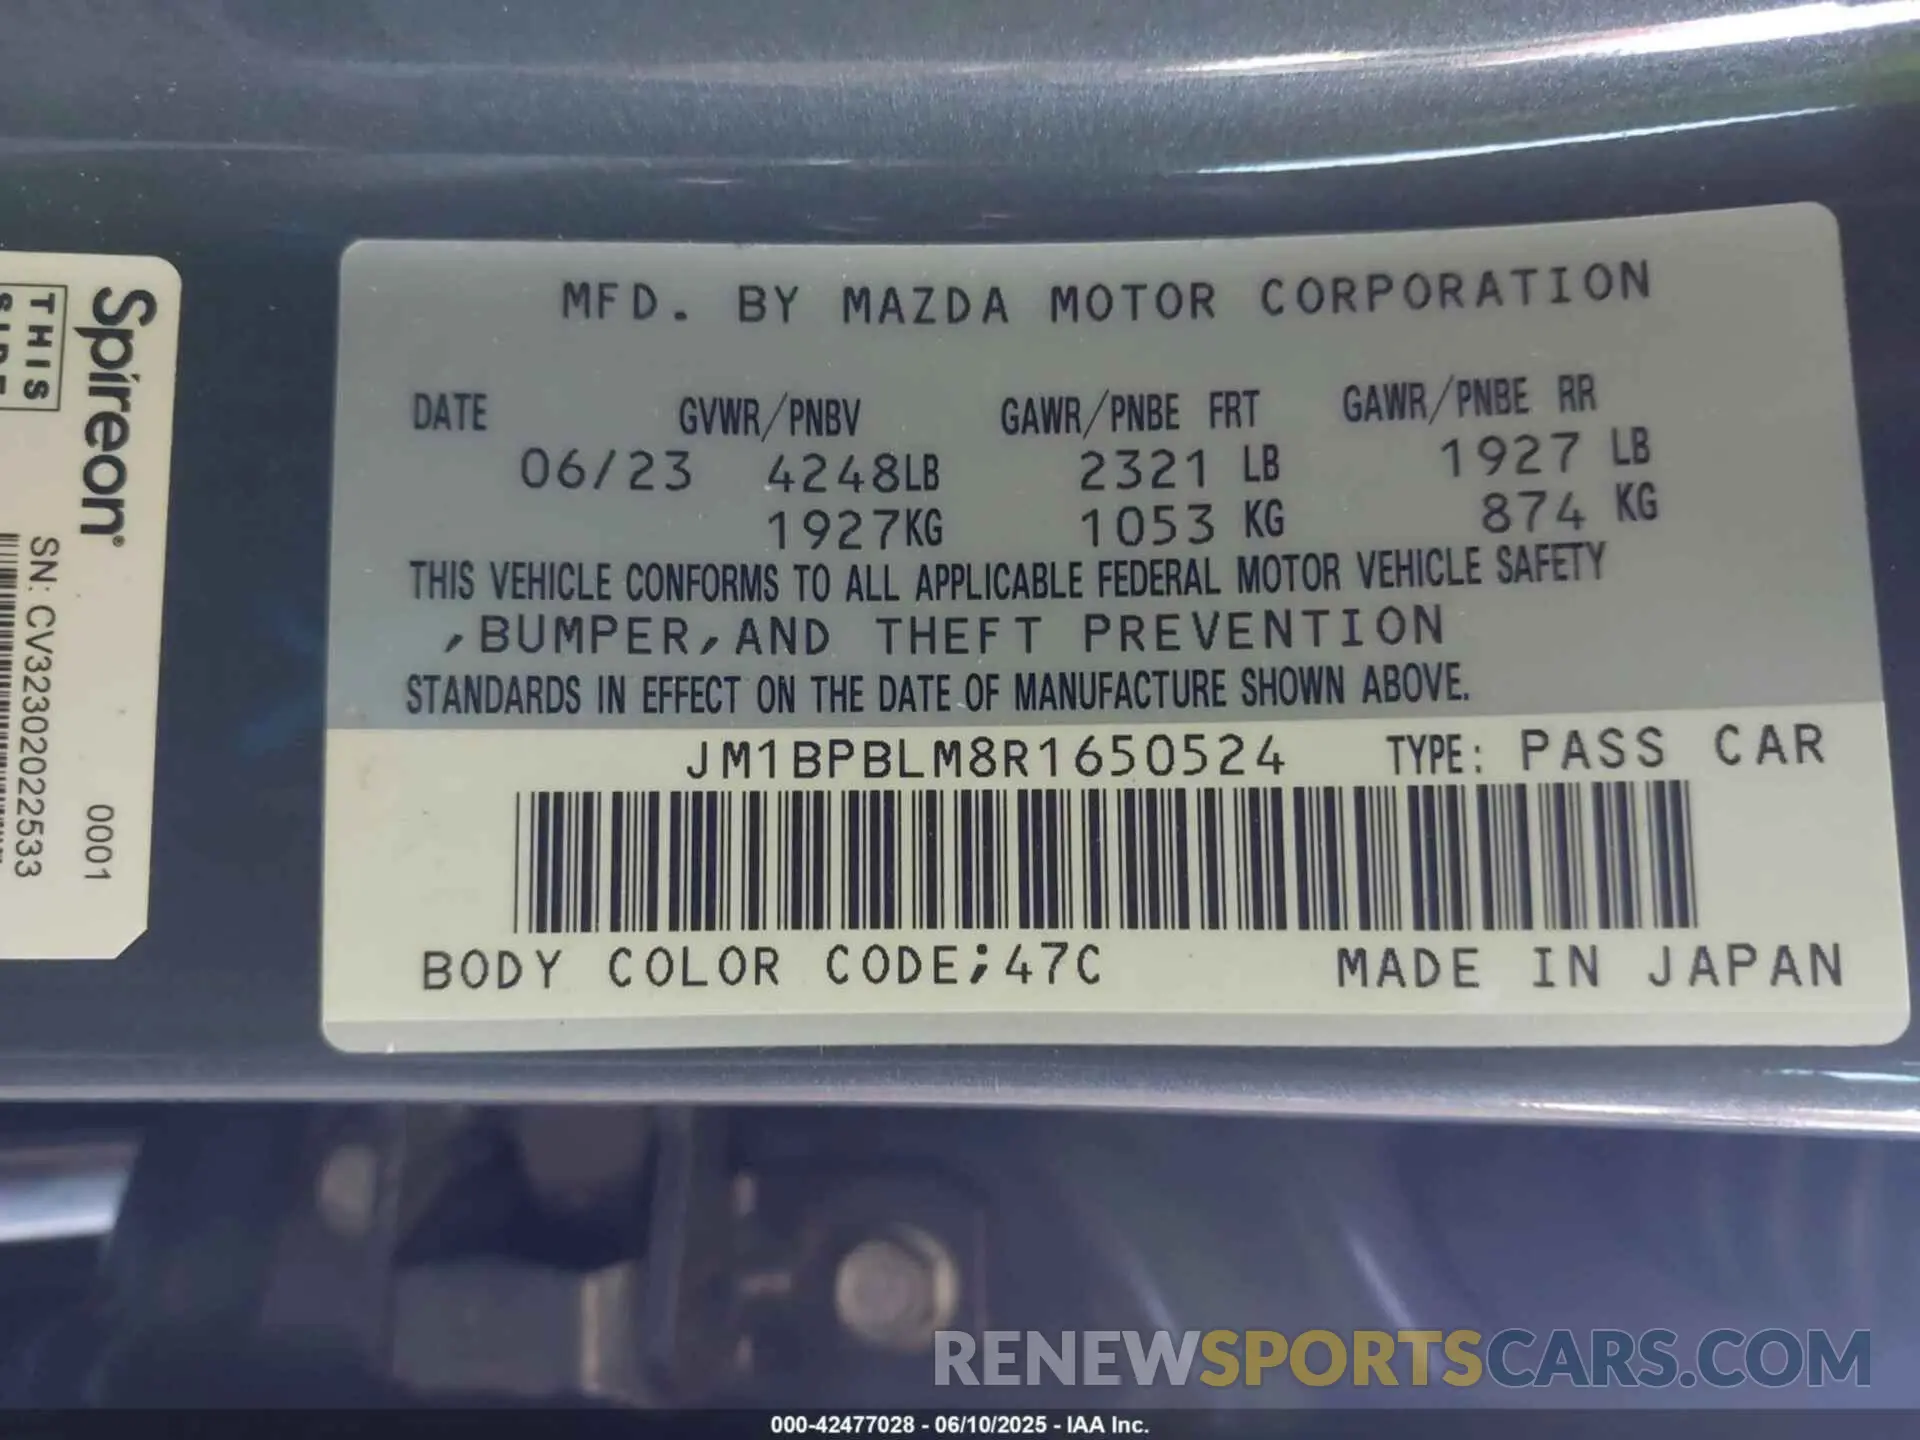 MFD. BY MAZDA MOTOR CORPORATION
DATE GVWR/PNBV GAWR/PNBE FRT GAWR/PNBE RR
06/23 4248LB 2321 LB 1927 LB
1927KG 1053 KG 874 KG
THIS VEHICLE CONFORMS TO ALL APPLICABLE FEDERAL MOTOR VEHICLE SAFETY
,BUMPER,AND THEFT PREVENTION
STANDARDS IN EFFECT ON THE DATE OF MANUFACTURE SHOWN ABOVE.
JM1BPBLM8R1650524 TYPE: PASS CAR
BODY COLOR CODE;47C MADE IN JAPAN
Spireon
THIS
SN: CV32302022533 0001
RENEWSPORTSCARS.COM
000-42477028 - 06/10/2025 - IAA Inc.